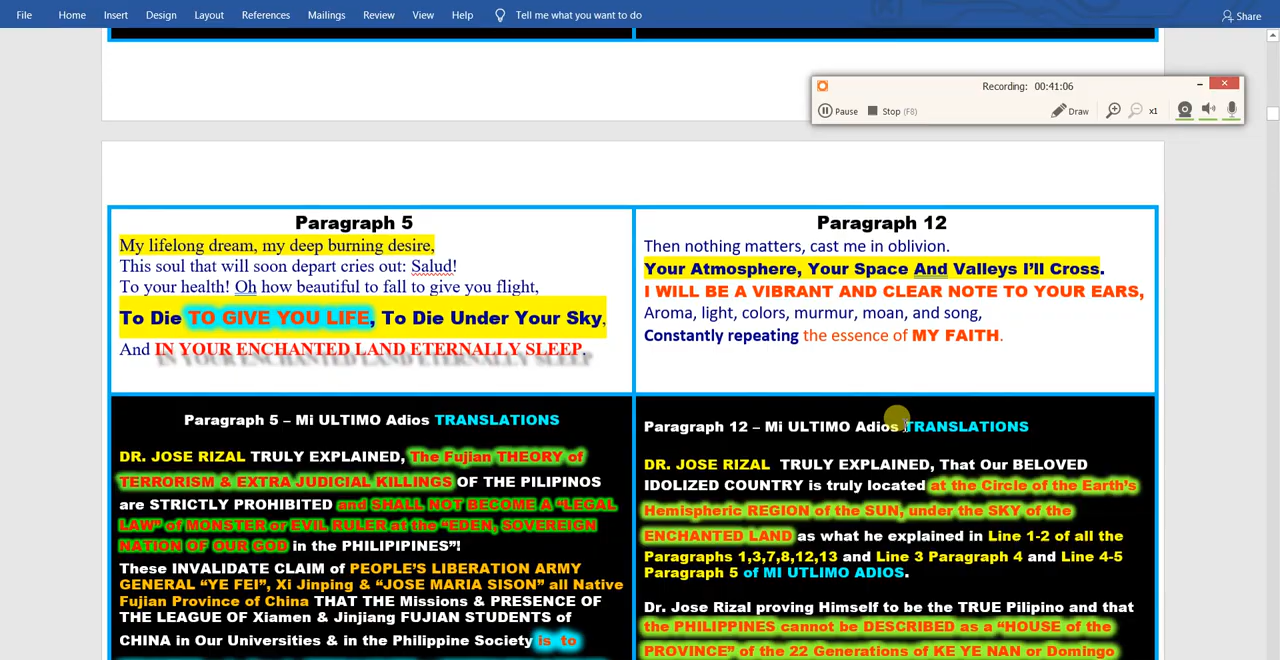 File Home Insert Design Layout References Mailings Review View Help Tell me what you want to do Share
Recording: 00:41:06
Pause Stop (F8) Draw x1
Paragraph 5
My lifelong dream, my deep burning desire,
This soul that will soon depart cries out: Salud!
To your health! Oh how beautiful to fall to give you flight,
To Die TO GIVE YOU LIFE, To Die Under Your Sky,
And IN YOUR ENCHANTED LAND ETERNALLY SLEEP.
Paragraph 12
Then nothing matters, cast me in oblivion.
Your Atmosphere, Your Space And Valleys I'll Cross.
I WILL BE A VIBRANT AND CLEAR NOTE TO YOUR EARS,
Aroma, light, colors, murmur, moan, and song,
Constantly repeating the essence of MY FAITH.
Paragraph 5 – Mi ULTIMO Adios TRANSLATIONS
DR. JOSE RIZAL TRULY EXPLAINED, The Fujian THEORY of
TERRORISM & EXTRA JUDICIAL KILLINGS OF THE PILIPINOS
are STRICTLY PROHIBITED and SHALL NOT BECOME A "LEGAL
LAW" of MONSTER or EVIL RULER at the "EDEN, SOVEREIGN
NATION OF OUR GOD in the PHILIPIPINES"!
These INVALIDATE CLAIM of PEOPLE'S LIBERATION ARMY
GENERAL "YE FEI", Xi Jinping & "JOSE MARIA SISON" all Native
Fujian Province of China THAT THE Missions & PRESENCE OF
THE LEAGUE OF Xiamen & Jinjiang FUJIAN STUDENTS of
CHINA in Our Universities & in the Philippine Society is to
Paragraph 12 – Mi ULTIMO Adios TRANSLATIONS
DR. JOSE RIZAL TRULY EXPLAINED, That Our BELOVED
IDOLIZED COUNTRY is truly located at the Circle of the Earth's
Hemispheric REGION of the SUN, under the SKY of the
ENCHANTED LAND as what he explained in Line 1-2 of all the
Paragraphs 1,3,7,8,12,13 and Line 3 Paragraph 4 and Line 4-5
Paragraph 5 of MI UTLIMO ADIOS.
Dr. Jose Rizal proving Himself to be the TRUE Pilipino and that
the PHILIPPINES cannot be DESCRIBED as a "HOUSE of the
PROVINCE" of the 22 Generations of KE YE NAN or Domingo